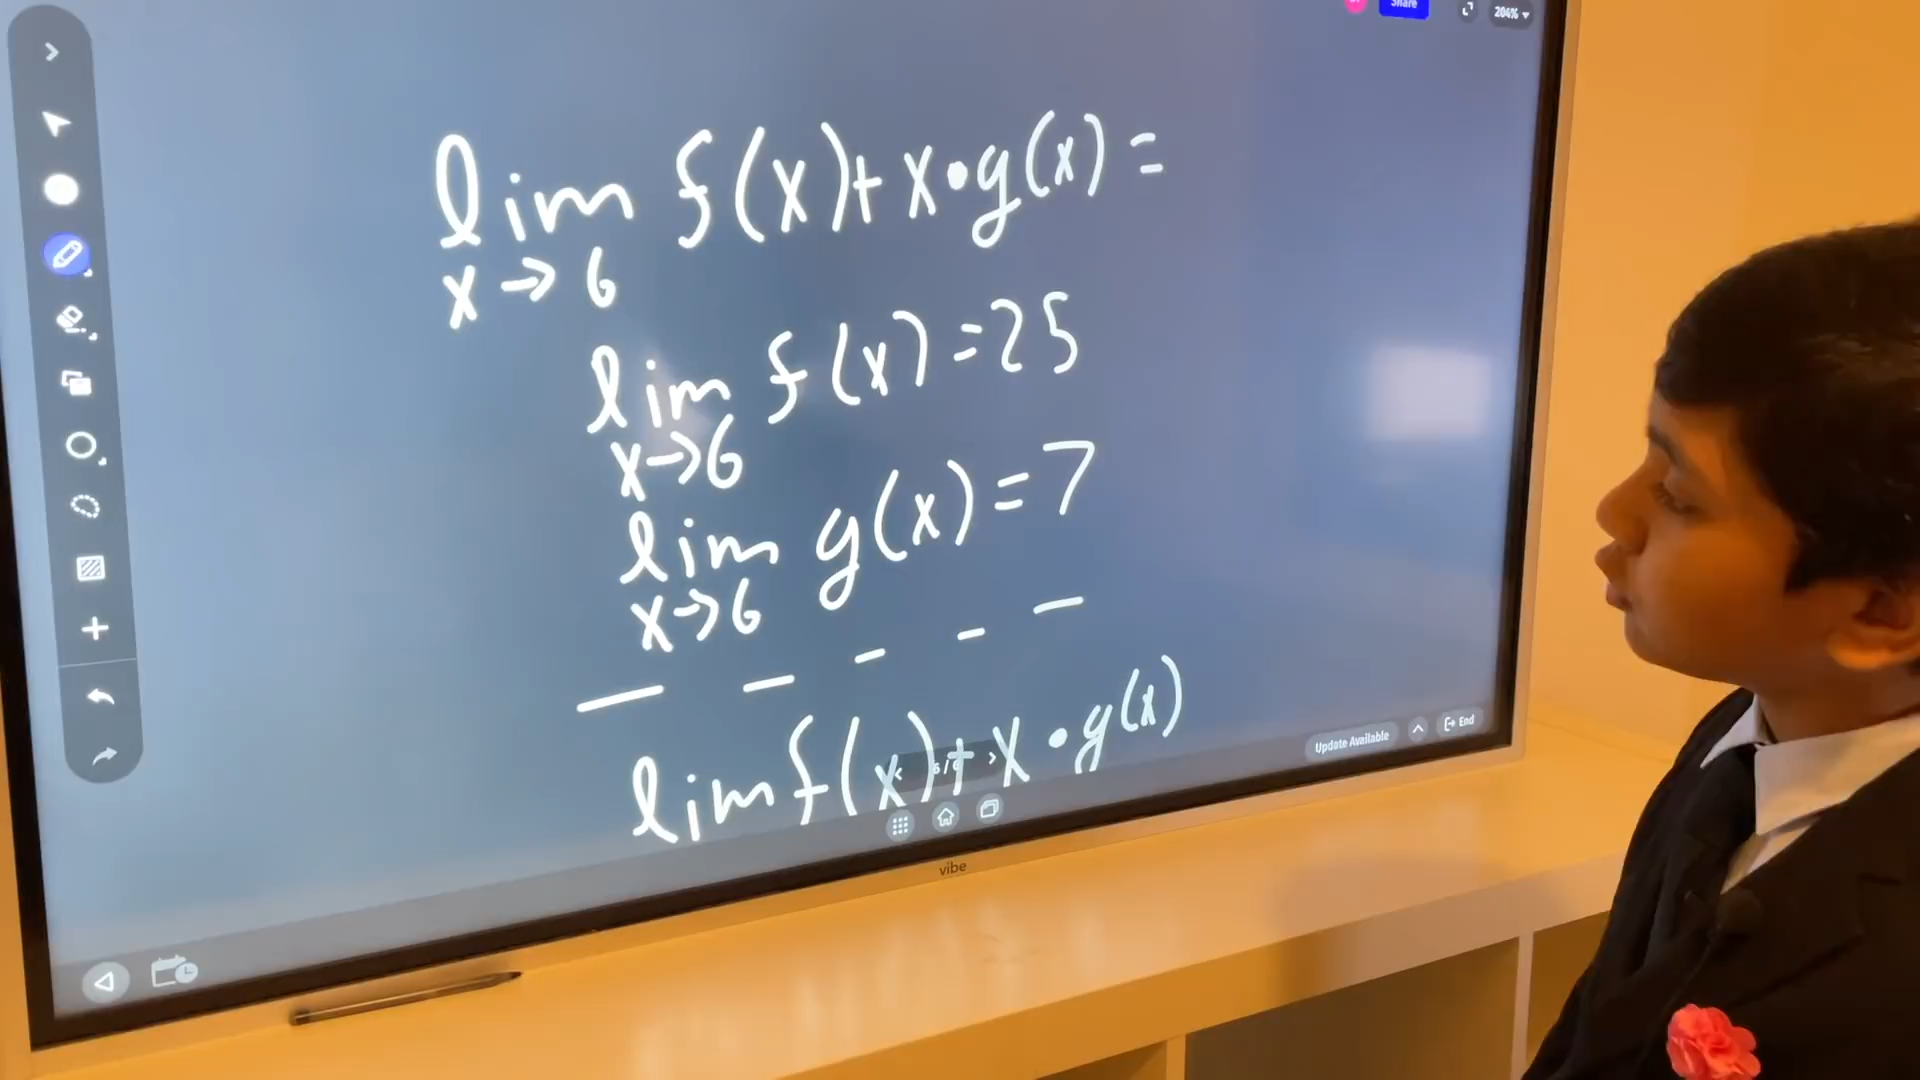 Share
204%
lim f(x)+x•g(x)=
x→6
lim f(x)=25
x→6
lim g(x)=7
x→6
lim f(x)+x•g(x)
Update Available
End
vibe